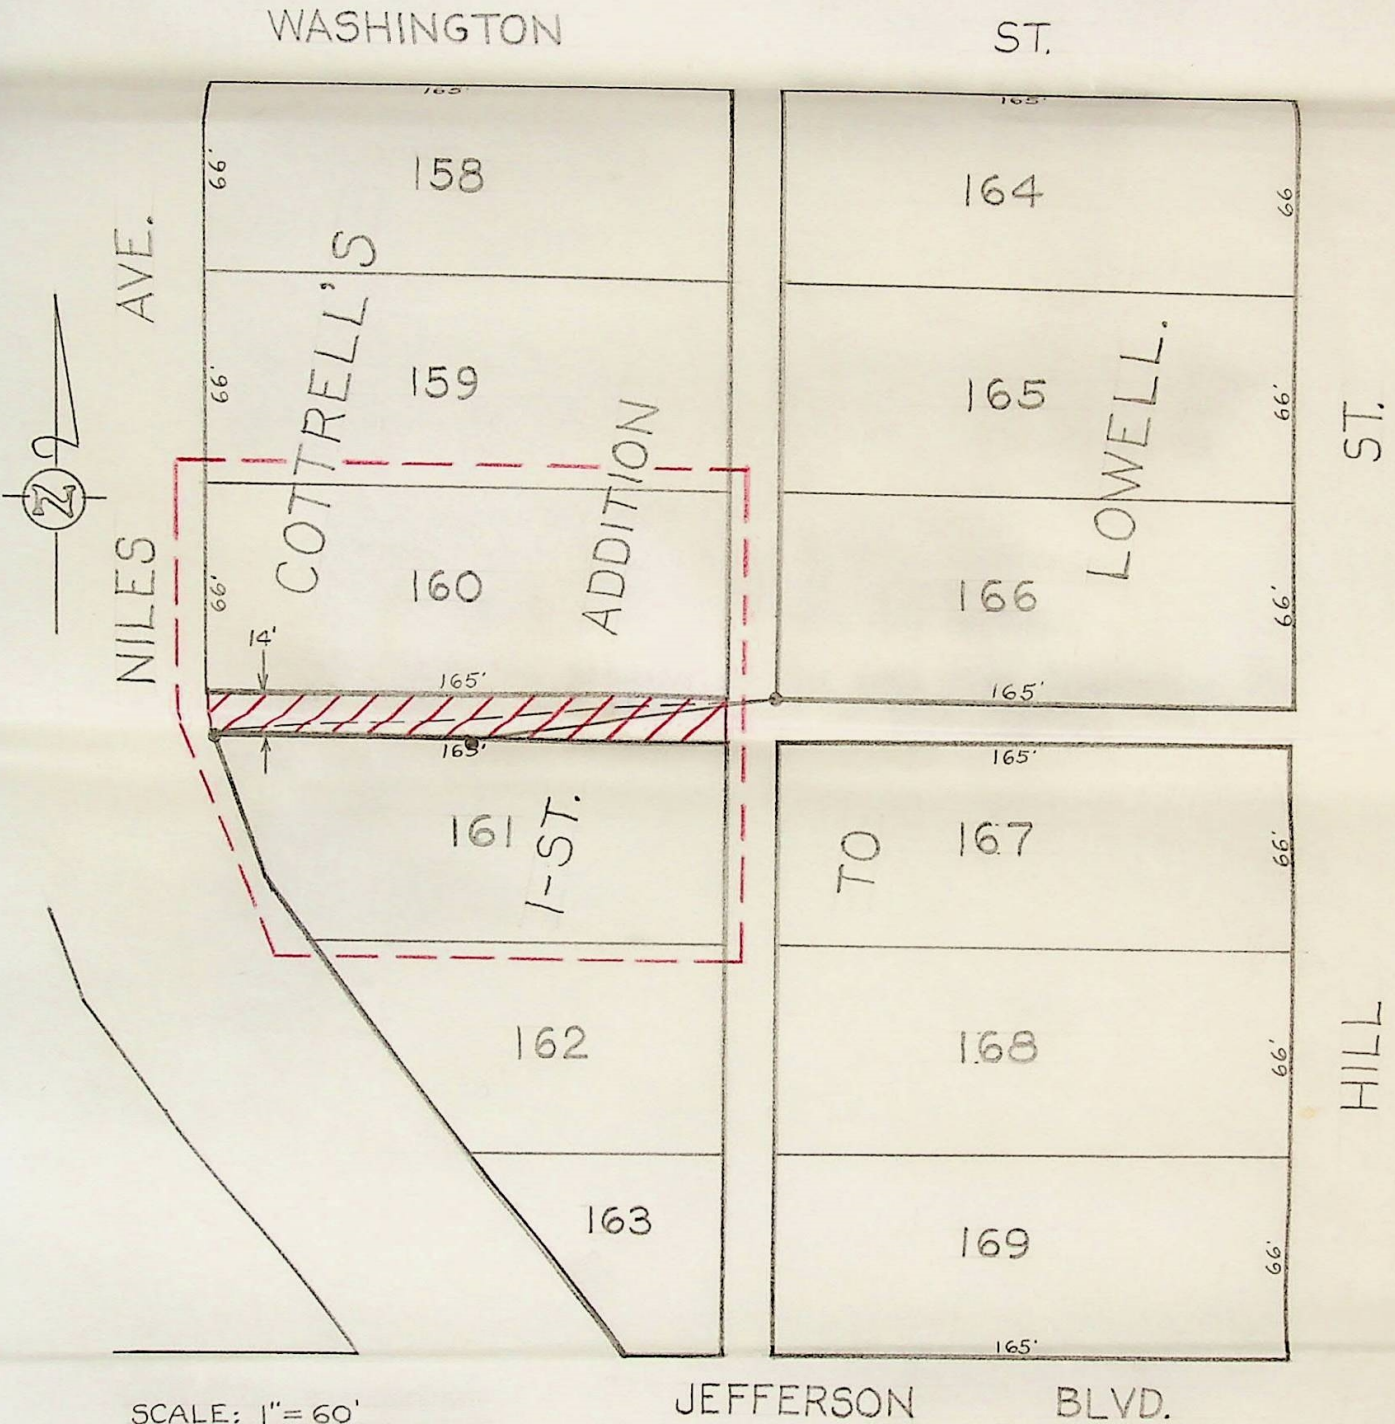 WASHINGTON ST.
165' 165'
158 164
66' 66
AVE.
159 165
66' 66'
COTTRELL'S
ADDITION
LOWELL.
ST.
N
NILES
160 166
66' 66'
14'
165' 165'
165' 165'
161 167
1-ST.
TO
66'
162 168
66'
HILL
163 169
66'
165'
JEFFERSON BLVD.
SCALE: 1"=60'